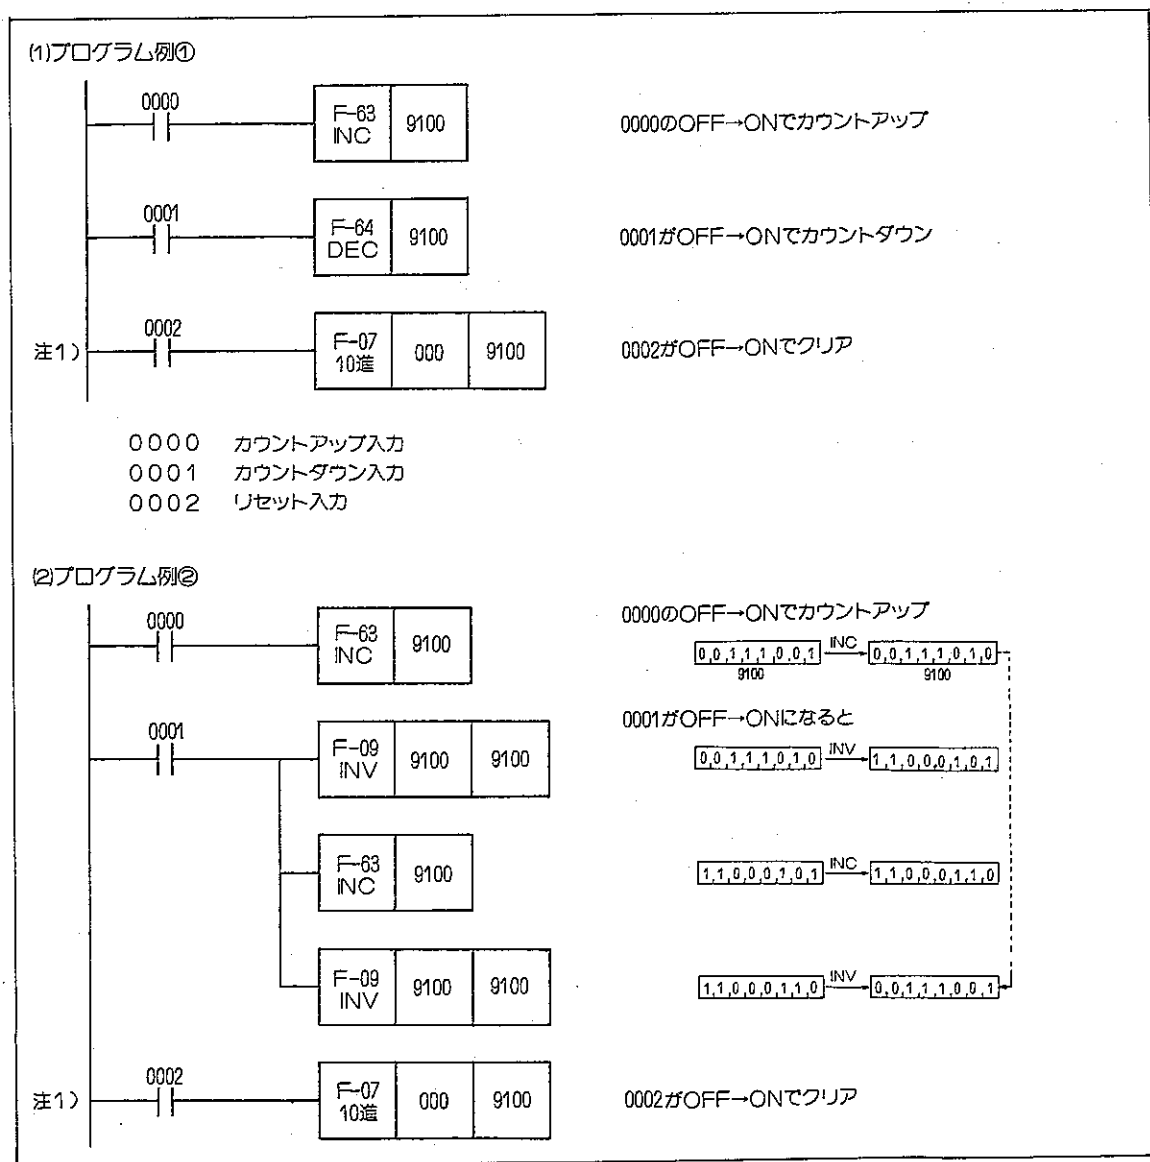 (1)プログラム例①
0000
F-63
INC
9100
0000のOFF→ONでカウントアップ
0001
F-64
DEC
9100
0001がOFF→ONでカウントダウン
注1)
0002
F-07
10進
000
9100
0002がOFF→ONでクリア
0000 カウントアップ入力
0001 カウントダウン入力
0002 リセット入力
(2)プログラム例②
0000
F-63
INC
9100
0000のOFF→ONでカウントアップ
0,0,1,1,1,0,0,1 INC 0,0,1,1,1,0,1,0
9100 9100
0001
F-09
INV
9100
9100
0001がOFF→ONになると
0,0,1,1,1,0,1,0 INV 1,1,0,0,0,1,0,1
F-63
INC
9100
1,1,0,0,0,1,0,1 INC 1,1,0,0,0,1,1,0
F-09
INV
9100
9100
1,1,0,0,0,1,1,0 INV 0,0,1,1,1,0,0,1
注1)
0002
F-07
10進
000
9100
0002がOFF→ONでクリア